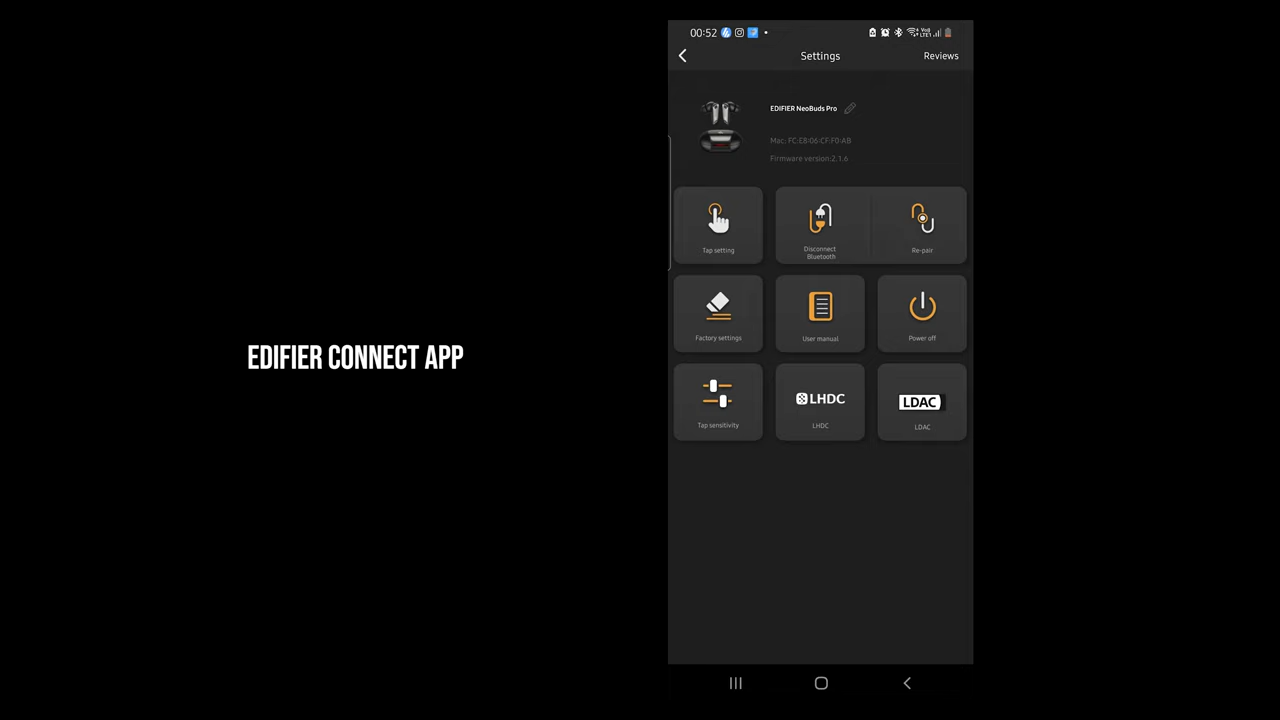 EDIFIER CONNECT APP
00:52
Settings
Reviews
EDIFIER NeoBuds Pro
Mac: FC:E8:06:CF:F0:AB
Firmware version:2.1.6
Tap setting
Disconnect
Bluetooth
Re-pair
Factory settings
User manual
Power off
Tap sensitivity
LHDC
LHDC
LDAC
LDAC